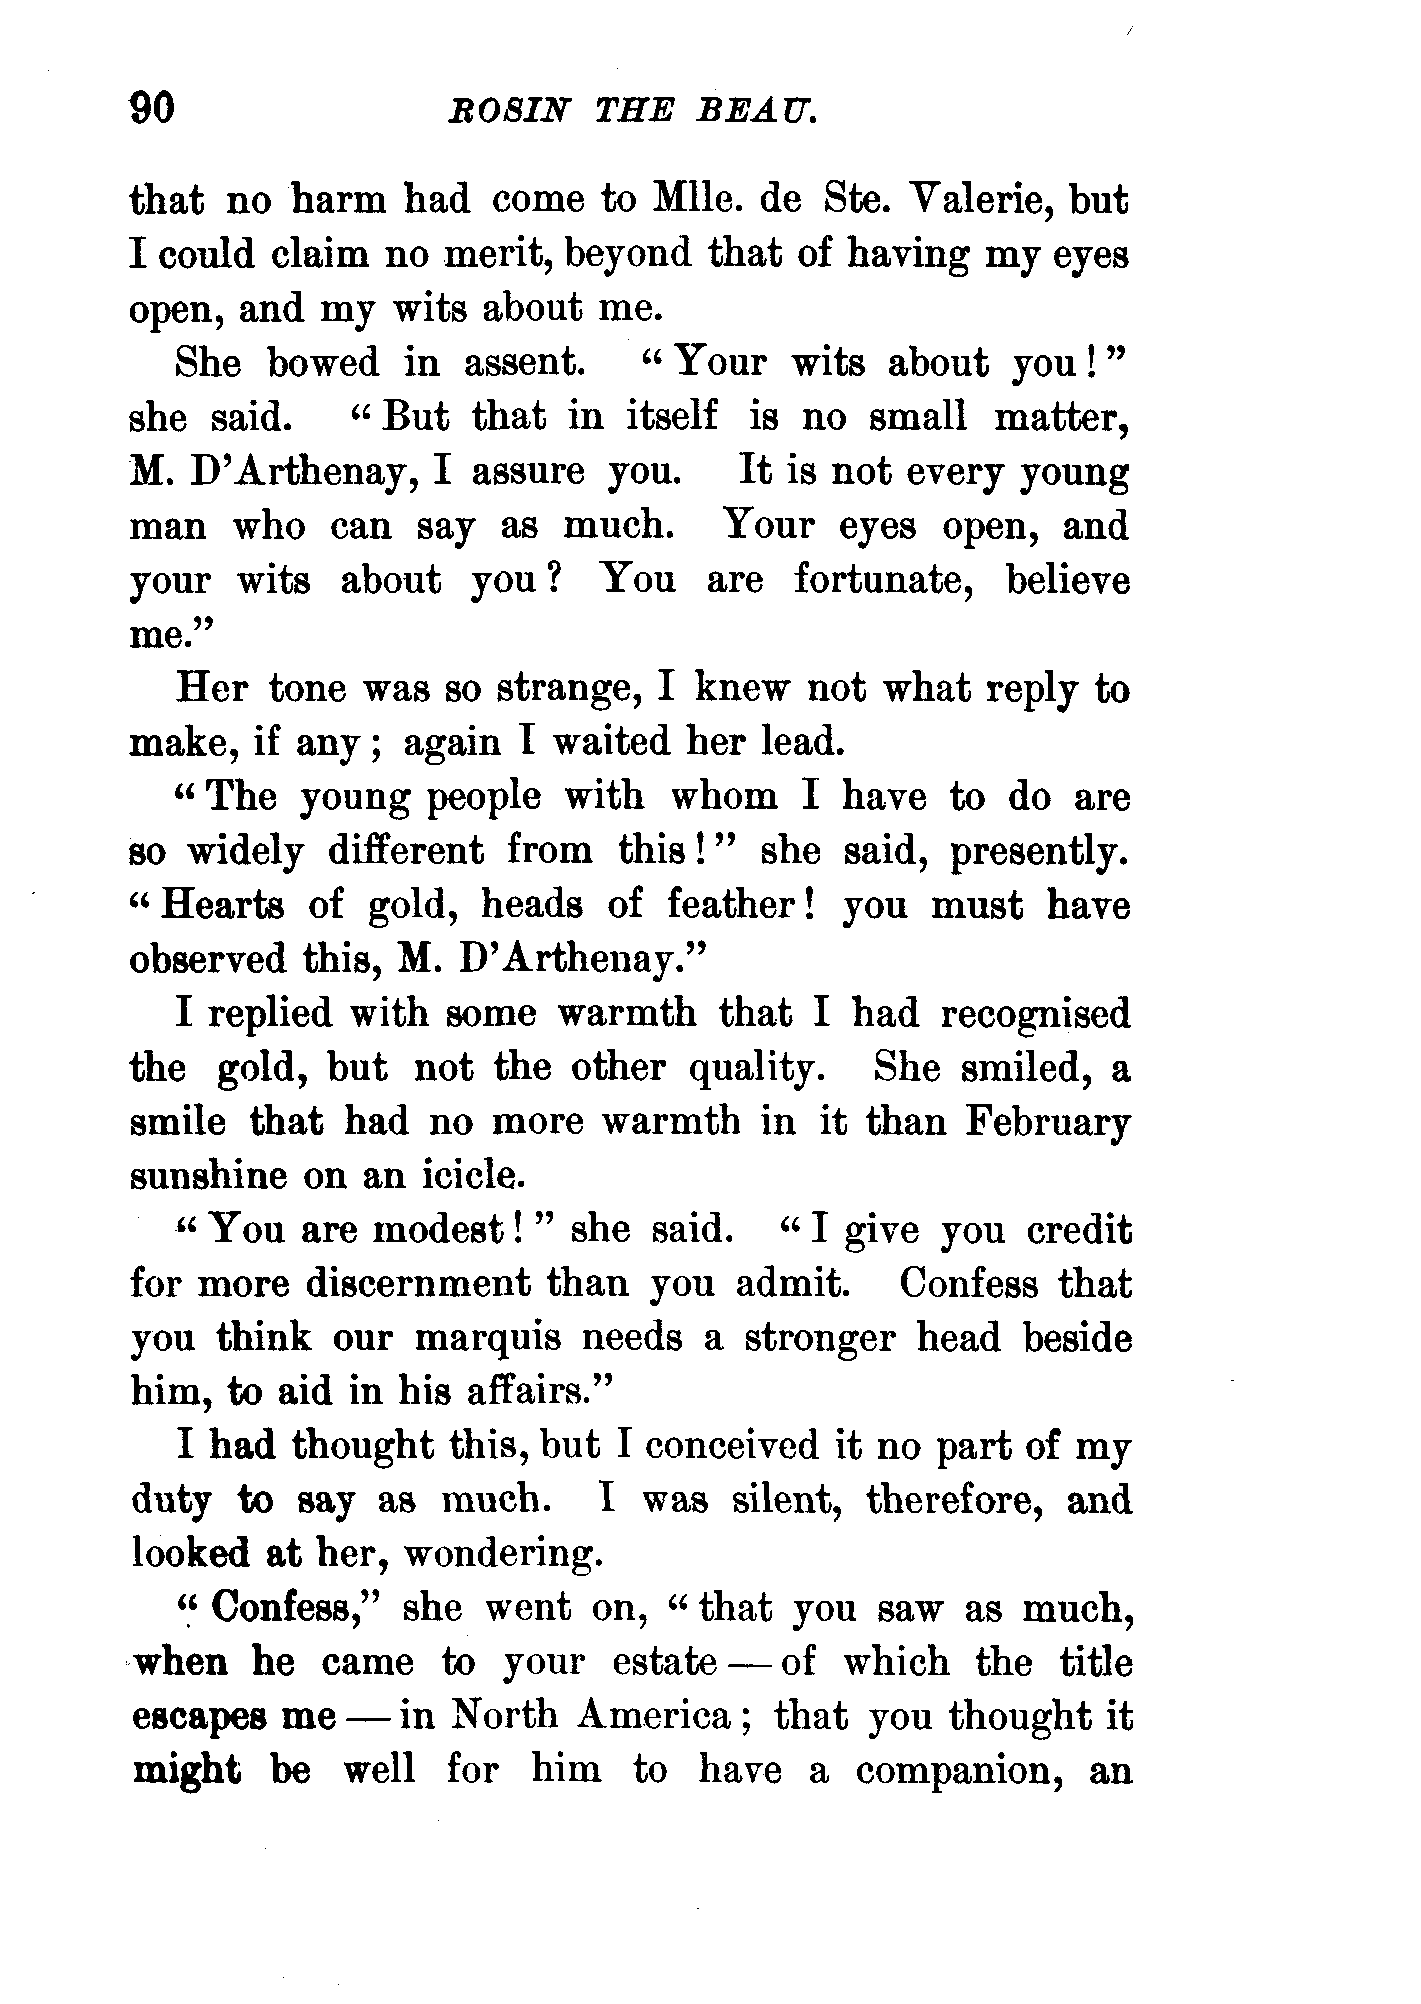 90 ROSIN THE BEAU.
that no harm had come to Mlle. de Ste. Valerie, but
I could claim no merit, beyond that of having my eyes
open, and my wits about me.
She bowed in assent. “Your wits about you!”
she said. “But that in itself is no small matter,
M. D’Arthenay, I assure you. It is not every young
man who can say as much. Your eyes open, and
your wits about you? You are fortunate, believe
me.”
Her tone was so strange, I knew not what reply to
make, if any; again I waited her lead.
“The young people with whom I have to do are
so widely different from this!” she said, presently.
“Hearts of gold, heads of feather! you must have
observed this, M. D’Arthenay.”
I replied with some warmth that I had recognised
the gold, but not the other quality. She smiled, a
smile that had no more warmth in it than February
sunshine on an icicle.
“You are modest!” she said. “I give you credit
for more discernment than you admit. Confess that
you think our marquis needs a stronger head beside
him, to aid in his affairs.”
I had thought this, but I conceived it no part of my
duty to say as much. I was silent, therefore, and
looked at her, wondering.
“Confess,” she went on, “that you saw as much,
when he came to your estate — of which the title
escapes me — in North America; that you thought it
might be well for him to have a companion, an